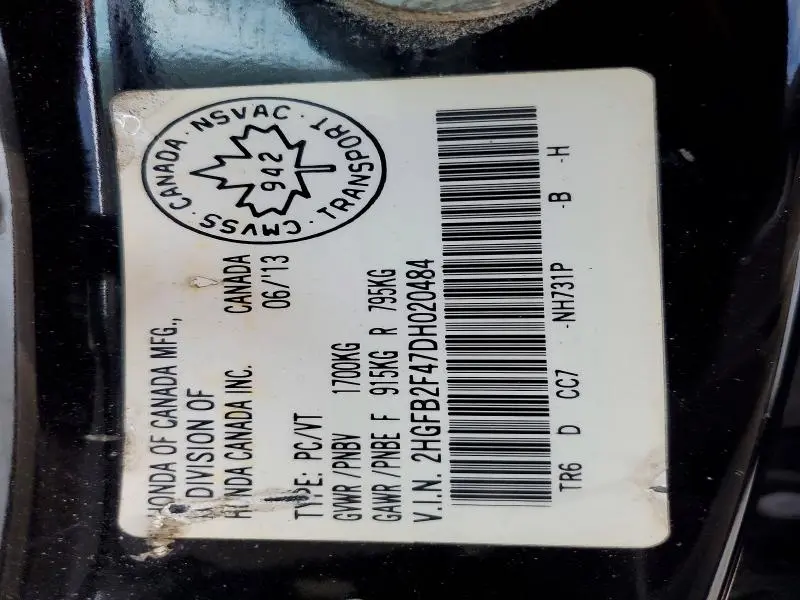 HONDA OF CANADA MFG.,
A DIVISION OF
HONDA CANADA INC. CANADA
06/'13
TYPE: PC/VT
GVWR/PNBV 1700KG
GAWR/PNBE F 915KG R 795KG
V.I.N. 2HGFB2F47DH020484
TR6 D CC7 -NH731P -B -H
CMVSS · CANADA · NSVAC · TRANSPORT ·
942